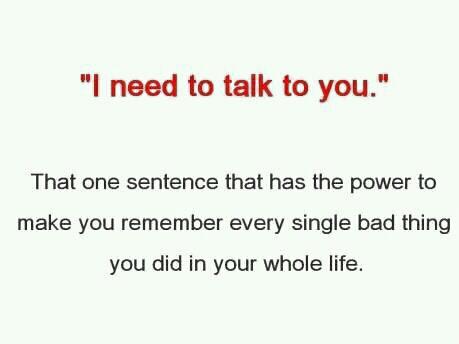 "I need to talk to you."
That one sentence that has the power to
make you remember every single bad thing
you did in your whole life.